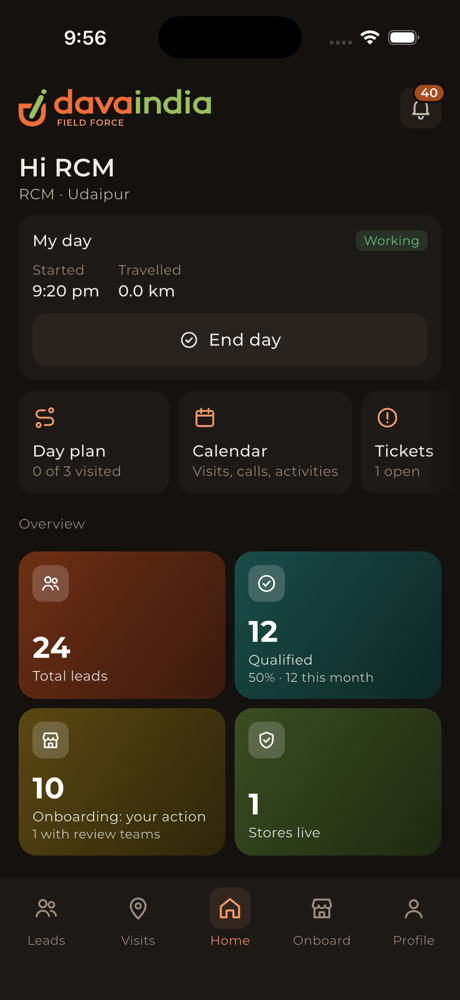 9:56
davaindia
FIELD FORCE
40
Hi RCM
RCM · Udaipur
My day
Working
Started
Travelled
9:20 pm
0.0 km
End day
Day plan
0 of 3 visited
Calendar
Visits, calls, activities
Tickets
1 open
Overview
24
Total leads
12
Qualified
50% · 12 this month
10
Onboarding: your action
1 with review teams
1
Stores live
Leads
Visits
Home
Onboard
Profile